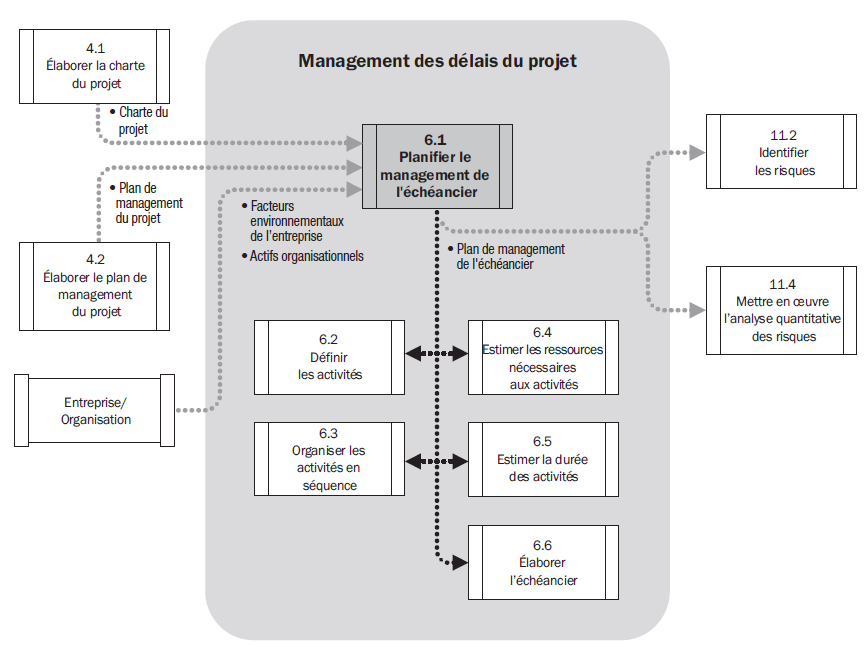 Management des délais du projet
4.1
Élaborer la charte
du projet
• Charte du
projet
6.1
Planifier le
management de
l'échéancier
11.2
Identifier
les risques
• Plan de
management
du projet
• Facteurs
environnementaux
de l'entreprise
• Actifs organisationnels
• Plan de management
de l'échéancier
4.2
Élaborer le plan de
management
du projet
11.4
Mettre en œuvre
l'analyse quantitative
des risques
6.2
Définir
les activités
6.4
Estimer les ressources
nécessaires
aux activités
Entreprise/
Organisation
6.3
Organiser les
activités en
séquence
6.5
Estimer la durée
des activités
6.6
Élaborer
l'échéancier